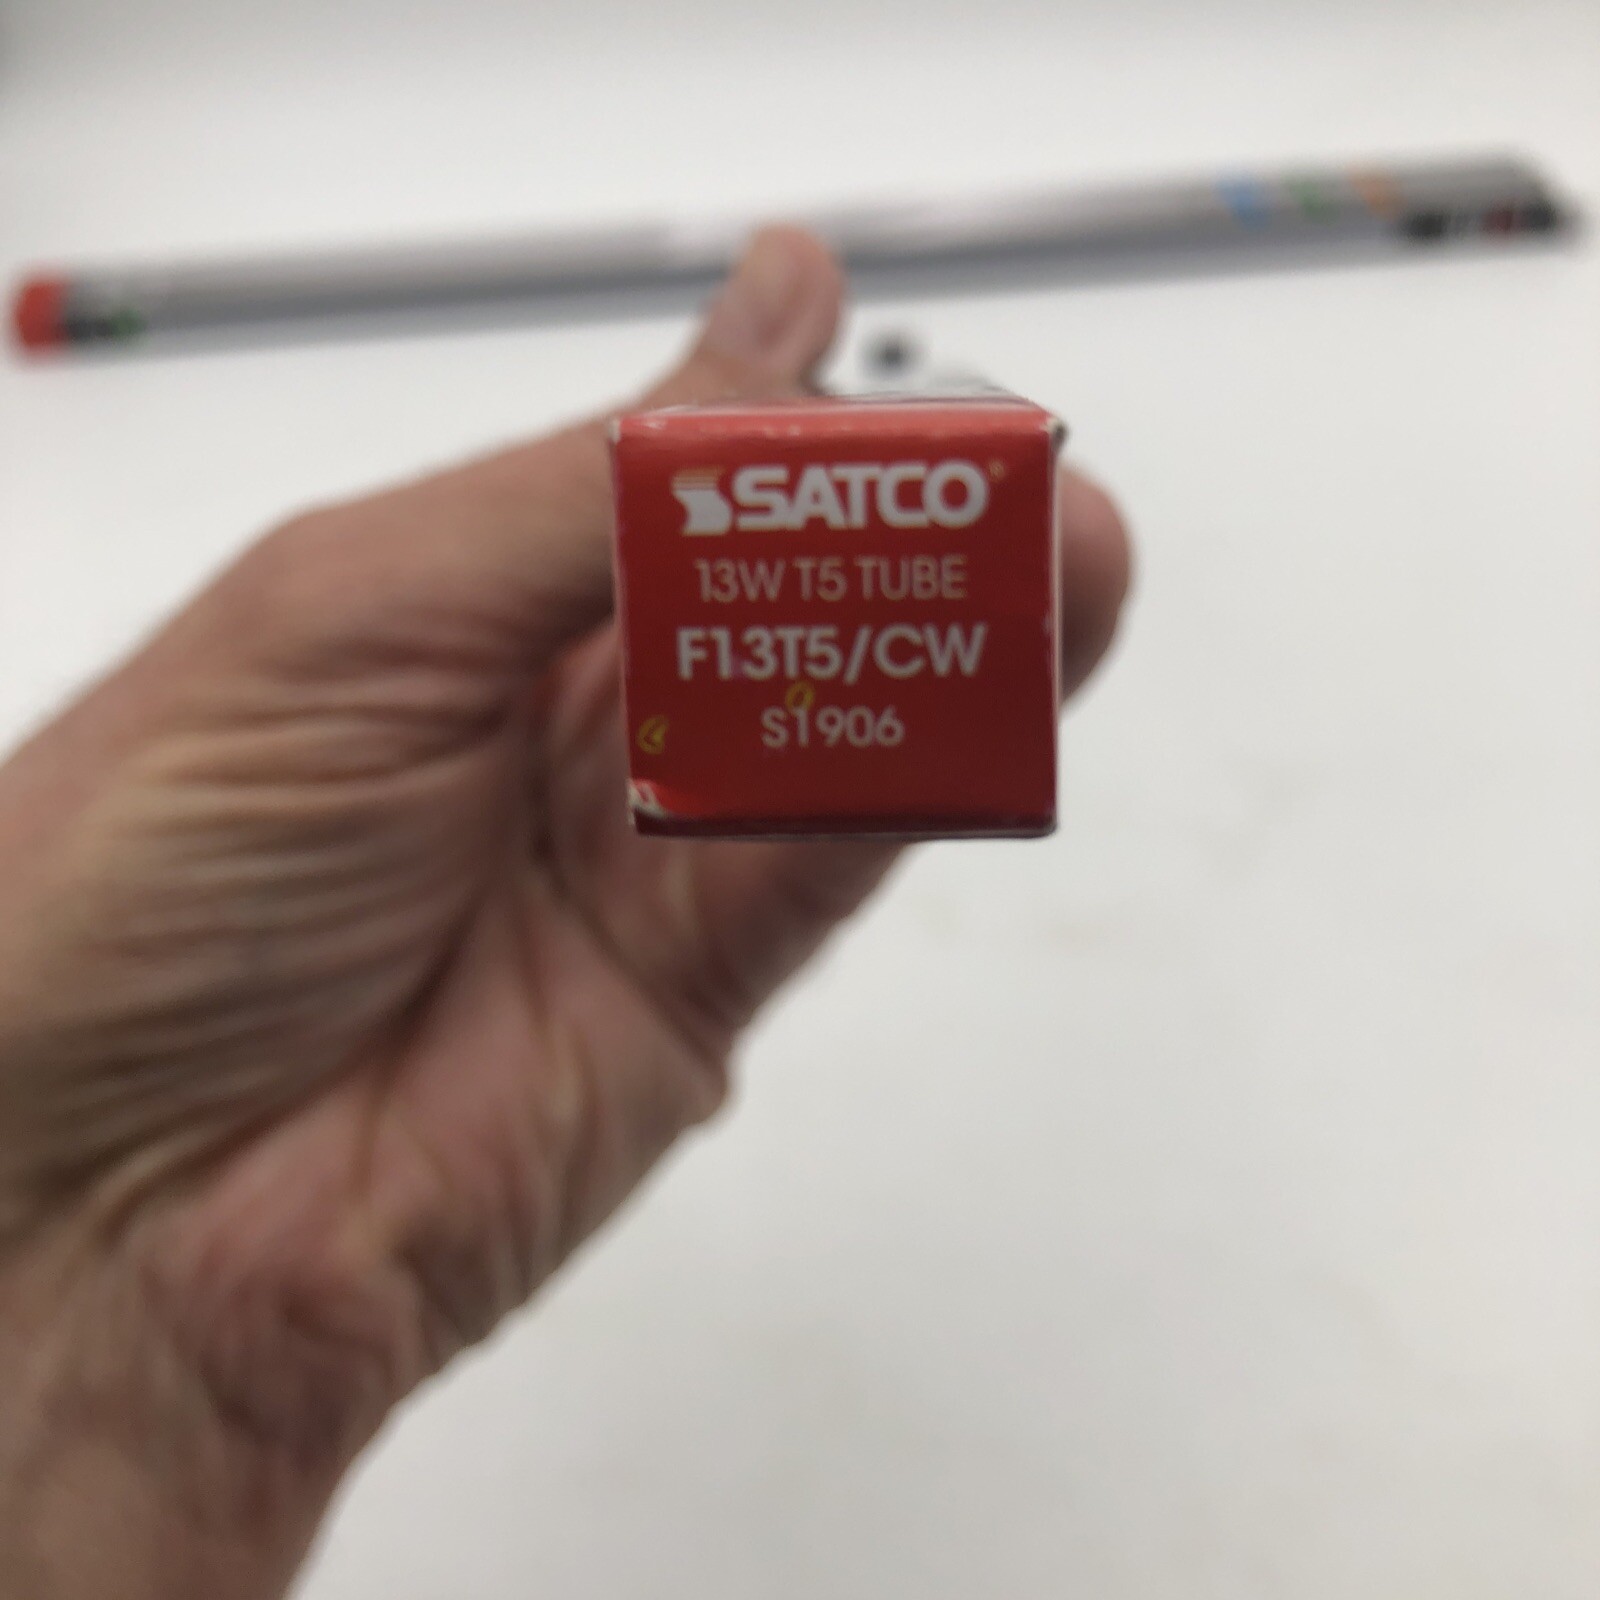 SATCO®
13W T5 TUBE
F13T5/CW
S1906